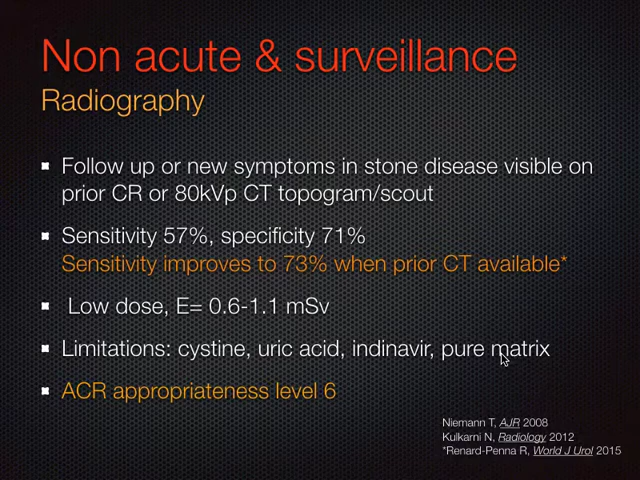 Non acute & surveillance
Radiography
Follow up or new symptoms in stone disease visible on
prior CR or 80kVp CT topogram/scout
Sensitivity 57%, specificity 71%
Sensitivity improves to 73% when prior CT available*
Low dose, E= 0.6-1.1 mSv
Limitations: cystine, uric acid, indinavir, pure matrix
ACR appropriateness level 6
Niemann T, AJR 2008
Kulkarni N, Radiology 2012
*Renard-Penna R, World J Urol 2015